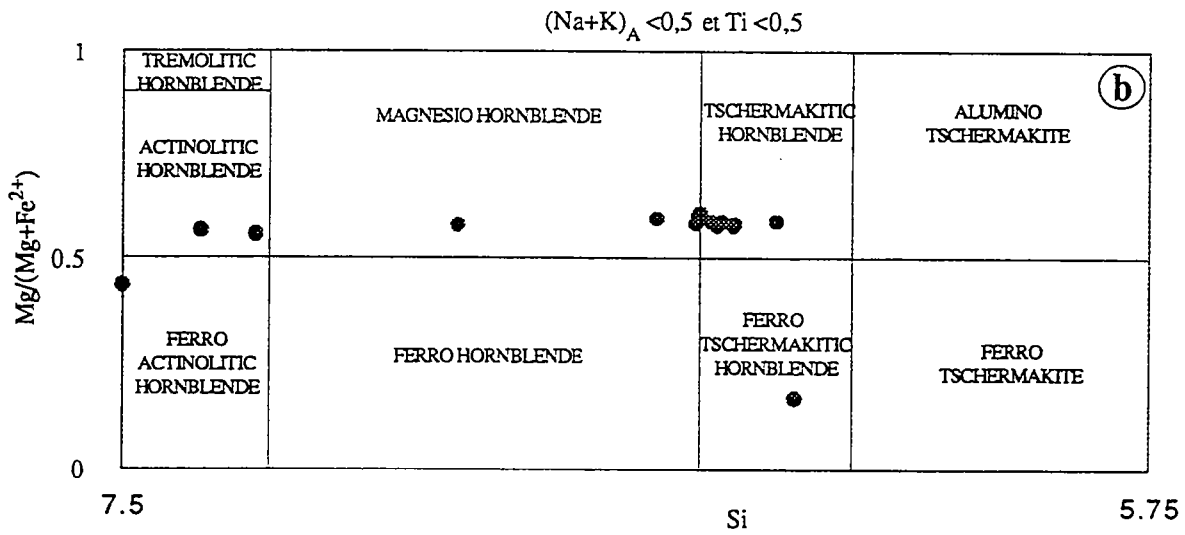 (Na+K)A <0,5 et Ti <0,5
1
TREMOLITIC
HORNBLENDE
b
MAGNESIO HORNBLENDE
TSCHERMAKITIC
HORNBLENDE
ALUMINO
TSCHERMAKITE
ACTINOLITIC
HORNBLENDE
Mg/(Mg+Fe2+)
0.5
FERRO
ACTINOLITIC
HORNBLENDE
FERRO HORNBLENDE
FERRO
TSCHERMAKITIC
HORNBLENDE
FERRO
TSCHERMAKITE
0
7.5
Si
5.75